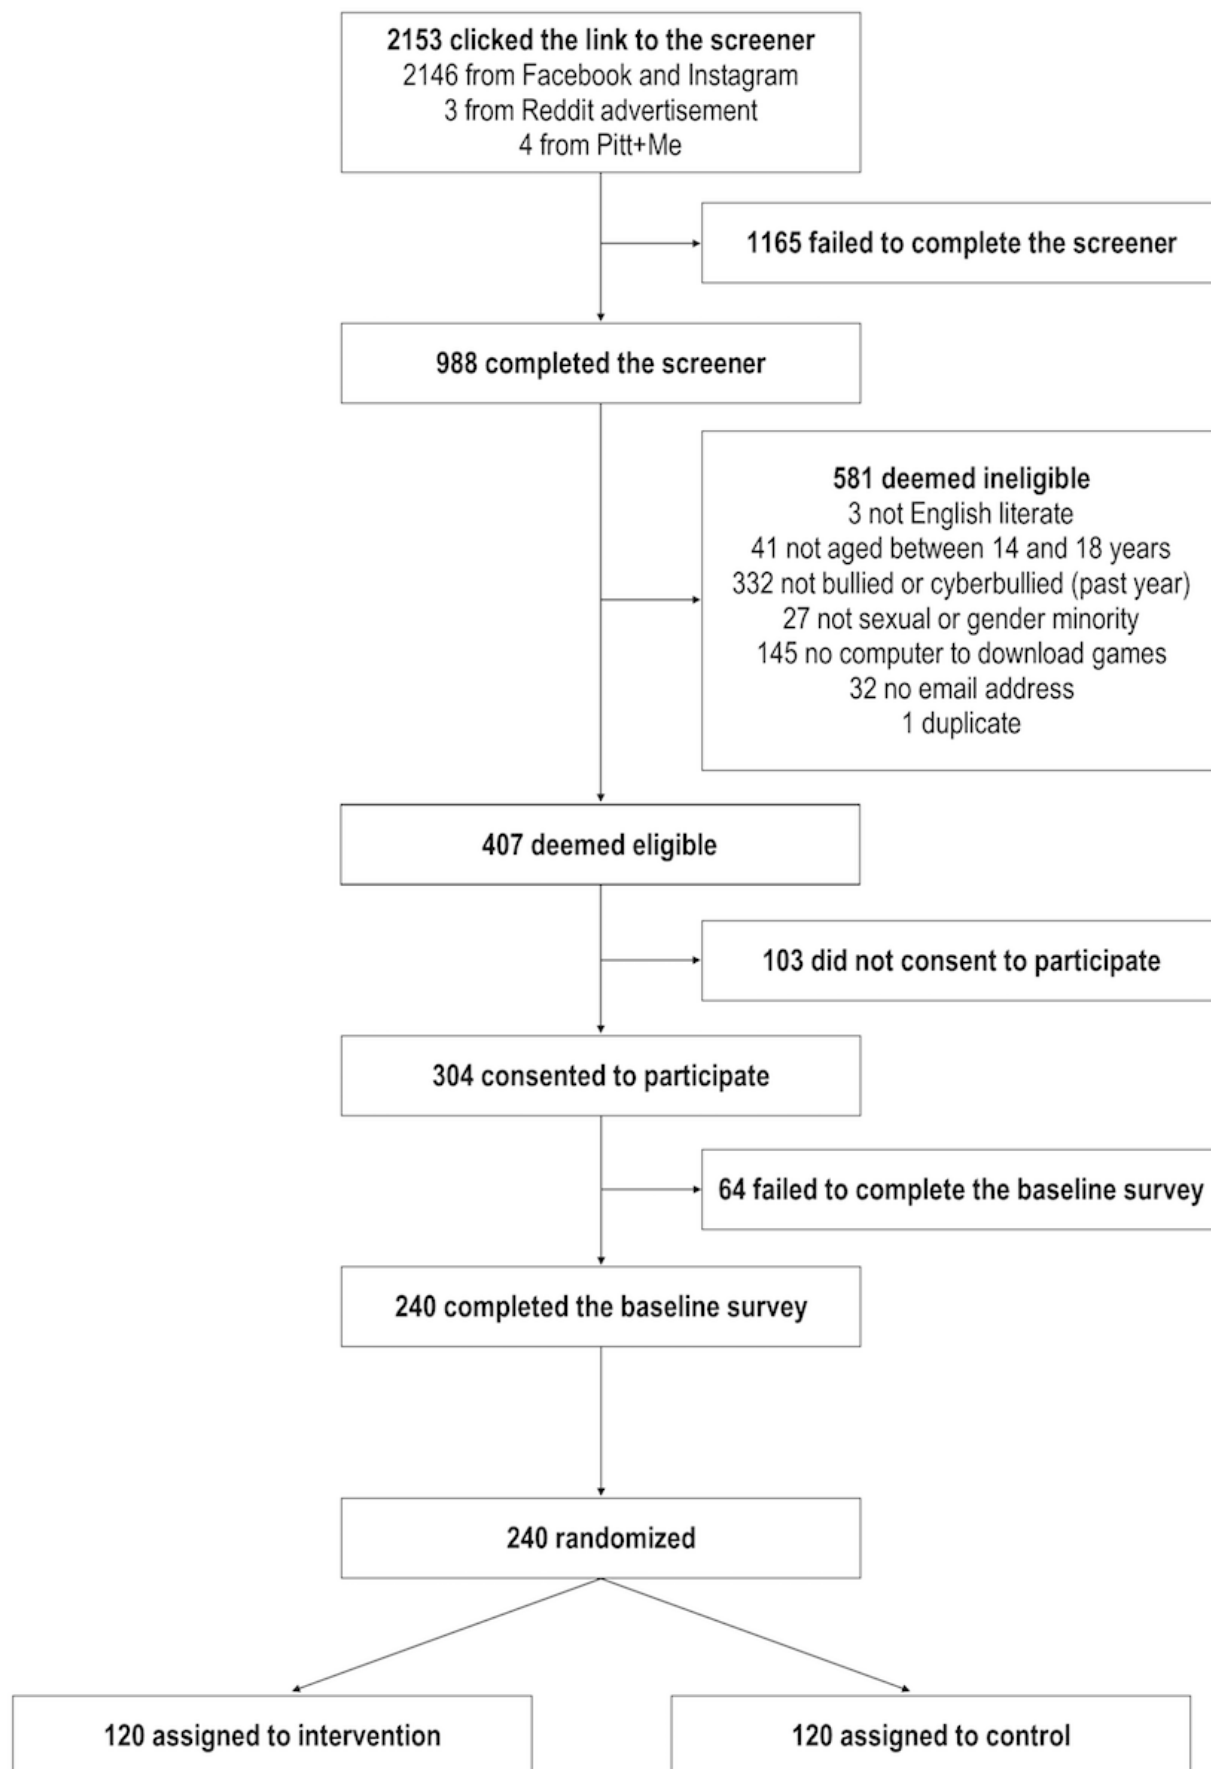 2153 clicked the link to the screener
2146 from Facebook and Instagram
3 from Reddit advertisement
4 from Pitt+Me
1165 failed to complete the screener
988 completed the screener
581 deemed ineligible
3 not English literate
41 not aged between 14 and 18 years
332 not bullied or cyberbullied (past year)
27 not sexual or gender minority
145 no computer to download games
32 no email address
1 duplicate
407 deemed eligible
103 did not consent to participate
304 consented to participate
64 failed to complete the baseline survey
240 completed the baseline survey
240 randomized
120 assigned to intervention
120 assigned to control